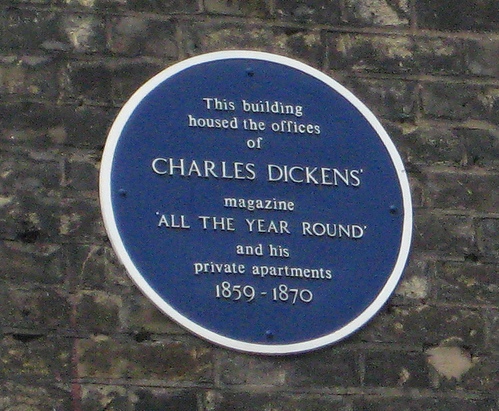 This building
housed the offices
of
CHARLES DICKENS'
magazine
'ALL THE YEAR ROUND'
and his
private apartments
1859 - 1870